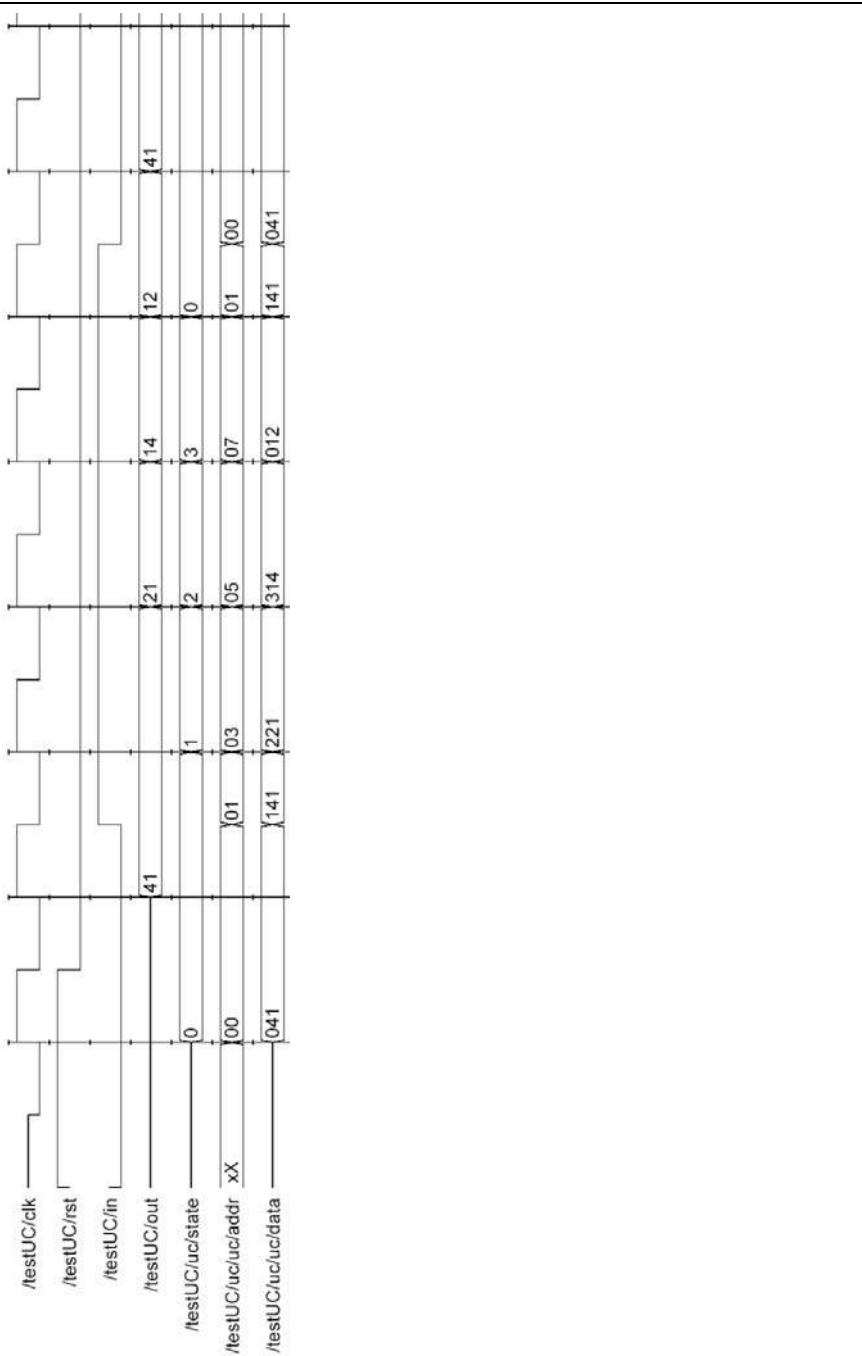 /testUC/clk
/testUC/rst
/testUC/in
/testUC/out 41 21 14 12 41
/testUC/uc/state 0 1 2 3 0
/testUC/uc/uc/addr xX 00 01 03 05 07 01 00
/testUC/uc/uc/data 041 141 221 314 012 141 041